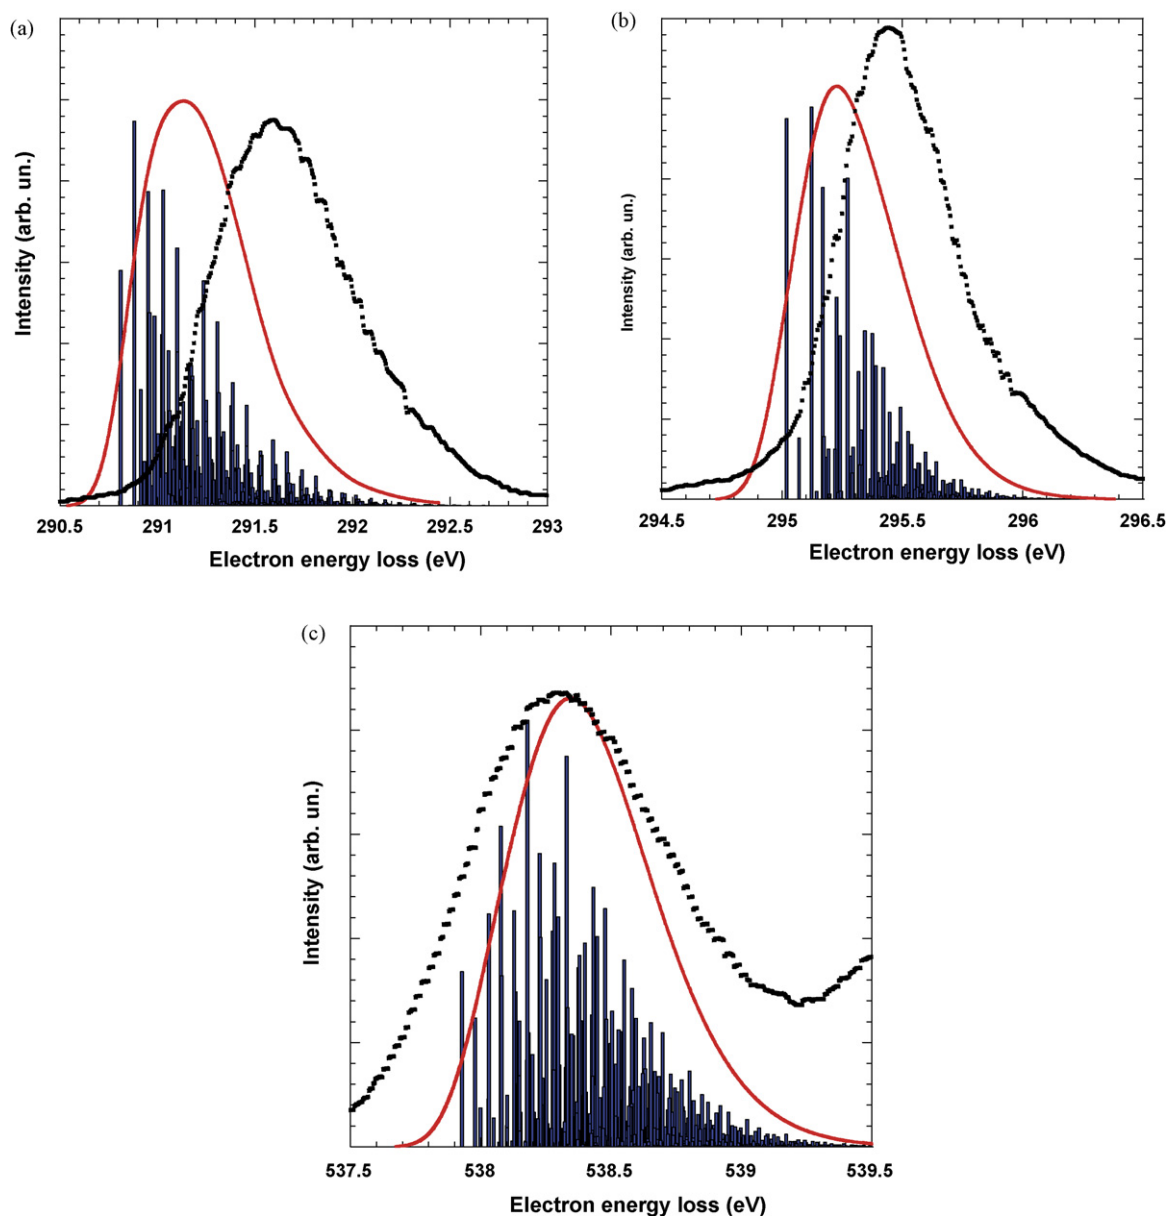 (a)
Intensity (arb. un.)
290.5 291 291.5 292 292.5 293
Electron energy loss (eV)
(b)
Intensity (arb. un.)
294.5 295 295.5 296 296.5
Electron energy loss (eV)
(c)
Intensity (arb. un.)
537.5 538 538.5 539 539.5
Electron energy loss (eV)